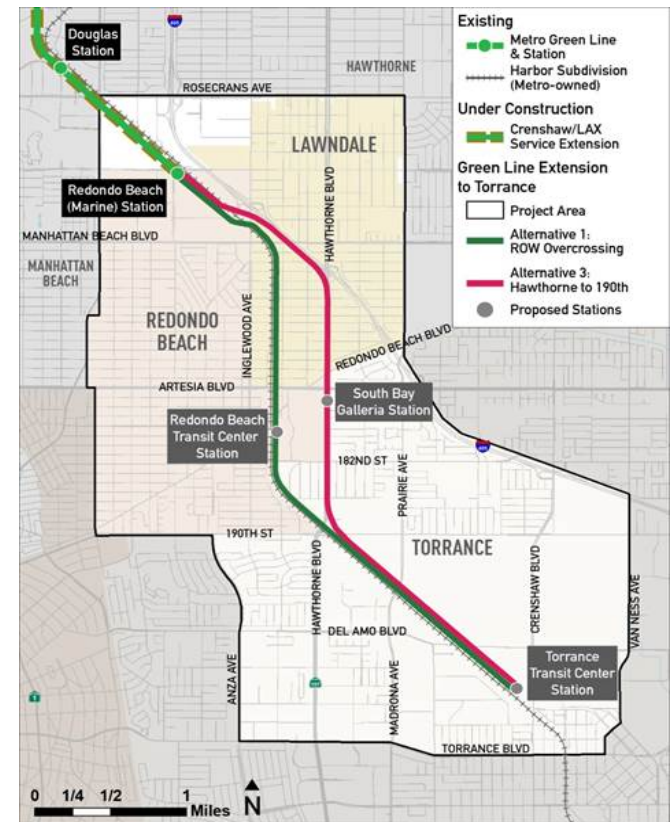 Douglas
Station
405
HAWTHORNE
ROSECRANS AVE
LAWNDALE
HAWTHORNE BLVD
Redondo Beach
(Marine) Station
MANHATTAN BEACH BLVD
MANHATTAN
BEACH
REDONDO
BEACH
INGLEWOOD AVE
REDONDO BEACH BLVD
ARTESIA BLVD
South Bay
Galleria Station
Redondo Beach
Transit Center
Station
182ND ST
PRAIRIE AVE
405
190TH ST
TORRANCE
HAWTHORNE BLVD
CRENSHAW BLVD
VAN NESS AVE
DEL AMO BLVD
ANZA AVE
MADRONA AVE
Torrance
Transit Center
Station
1
107
TORRANCE BLVD
0 1/4 1/2 1
Miles
N
Existing
Metro Green Line
& Station
Harbor Subdivision
(Metro-owned)
Under Construction
Crenshaw/LAX
Service Extension
Green Line Extension
to Torrance
Project Area
Alternative 1:
ROW Overcrossing
Alternative 3:
Hawthorne to 190th
Proposed Stations